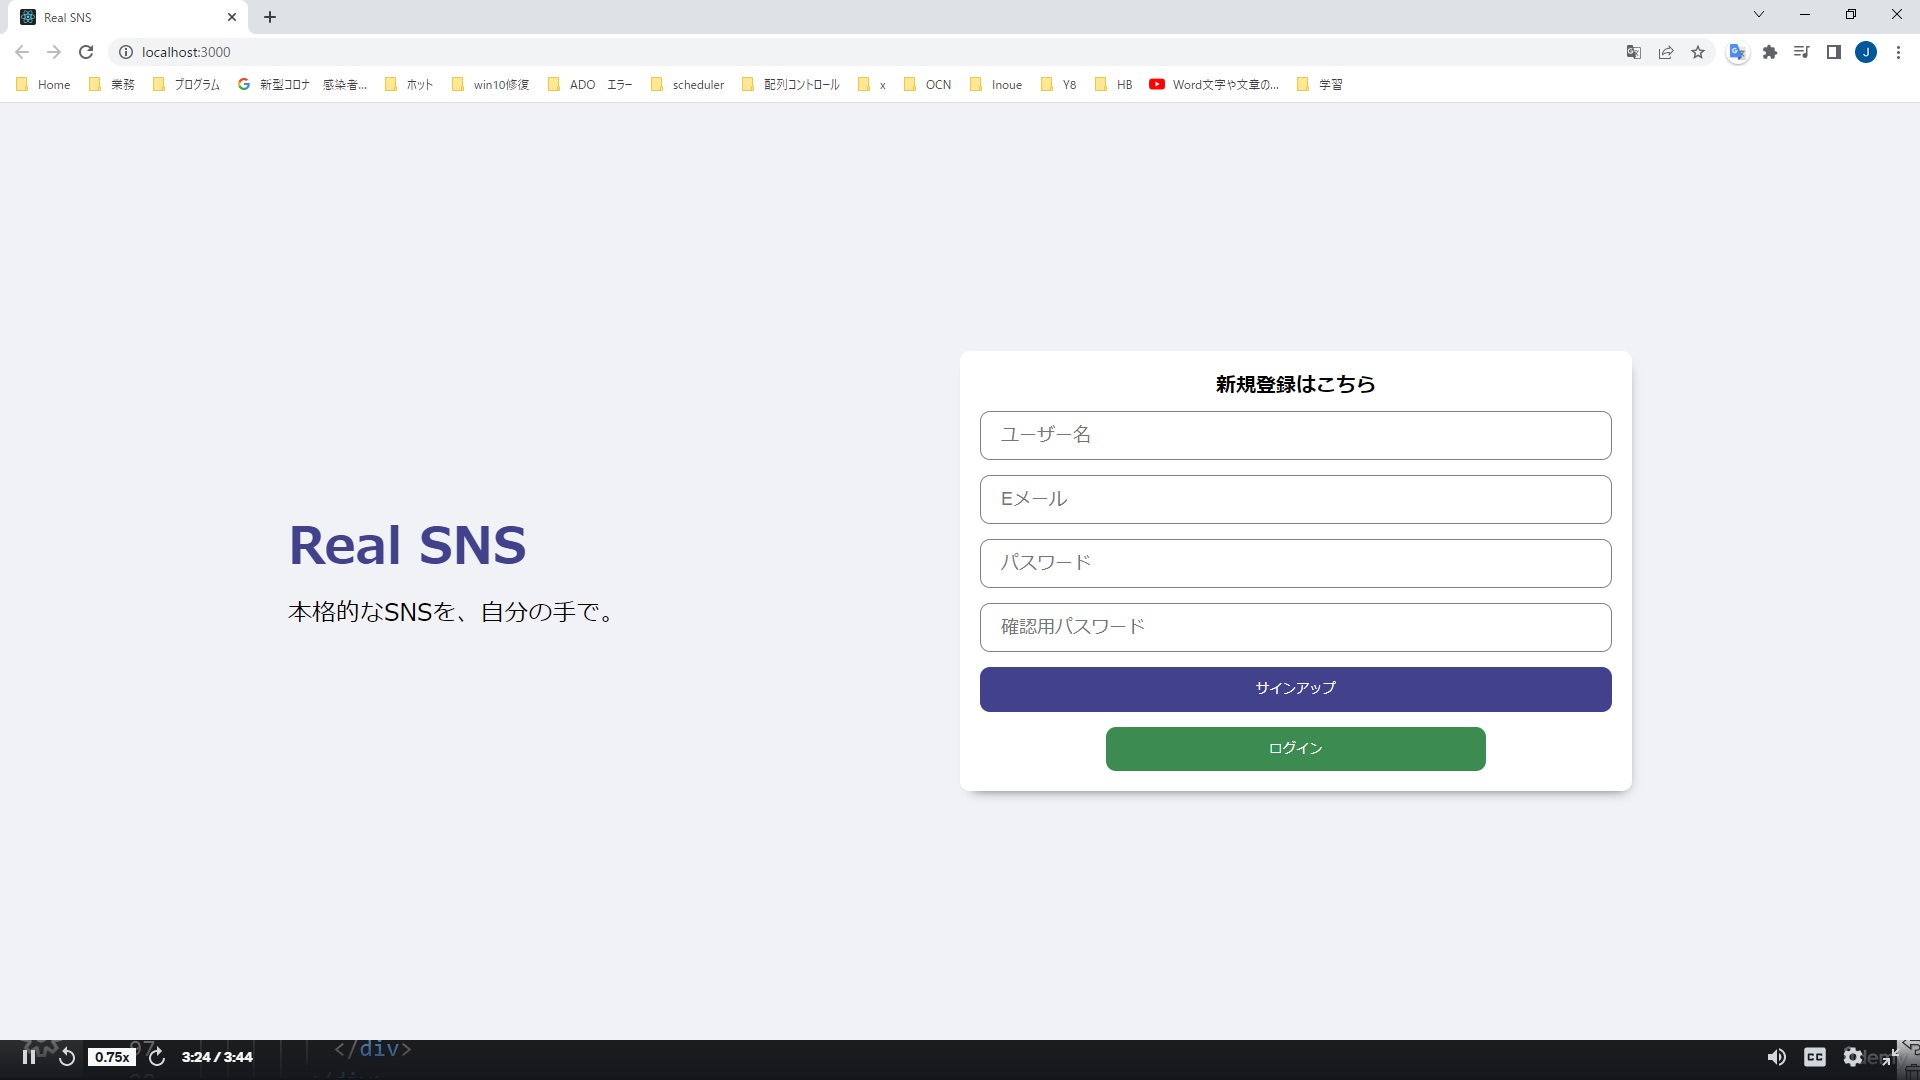 Real SNS
localhost:3000
Home 業務 プログラム 新型コロナ 感染者... ホット win10修復 ADO エラー scheduler 配列コントロール x OCN Inoue Y8 HB Word文字や文章の... 学習
新規登録はこちら
ユーザー名
Eメール
パスワード
確認用パスワード
サインアップ
ログイン
Real SNS
本格的なSNSを、自分の手で。
97 </div>
0.75x 3:24 / 3:44 CC
J